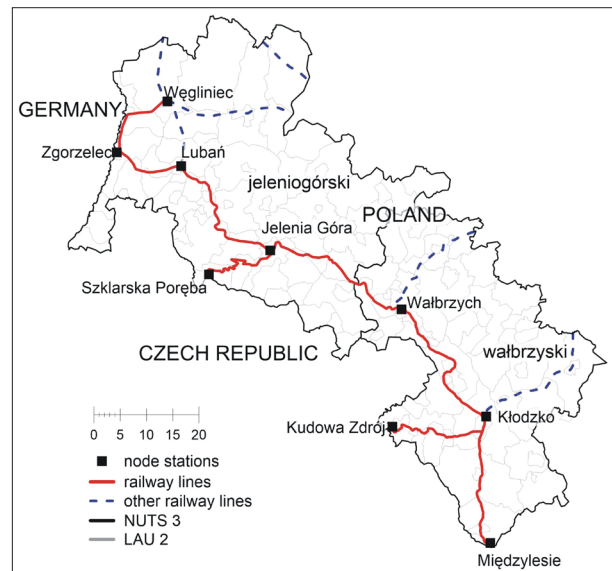 Węgliniec
GERMANY
Zgorzelec
Lubań
jeleniogórski
POLAND
Jelenia Góra
Szklarska Poręba
Wałbrzych
CZECH REPUBLIC
wałbrzyski
Kłodzko
Kudowa Zdrój
Międzylesie
0 5 10 15 20
node stations
railway lines
other railway lines
NUTS 3
LAU 2